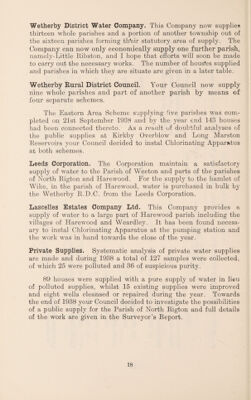 Wetherby District Water Company. This Company now supplies
thirteen whole parishes and a portion of another township out of
the sixteen parishes forming their statutory area of supply. The
Company can now only economically supply one further parish,
namely-Little Ribston, and I hope that efforts will soon be made
to carry out the necessary works. The number of houses supplied
and parishes in which they are situate are given in a later table.
Wetherby Rural District Council. Your Council now supply
nine whole parishes and part of another parish by means of
four separate schemes.
The Eastern Area Scheme supplying five parishes was com-
pleted on 21st September 1938 and by the year end 143 houses
had been connected thereto. As a result of doubtful analyses of
the public supplies at Kirkby Overblow and Long Marston
Reservoirs your Council decided to install Chlorinating Apparatus
at both schemes.
Leeds Corporation. The Corporation maintain a satisfactory
supply of water to the Parish of Weeton and parts of the parishes
of North Rigton and Harewood. For the supply to the hamlet of
Wike, in the parish of Harewood, water is purchased in bulk by
the Wetherby R.D.C. from the Leeds Corporation.
Lascelles Estates Company Ltd. This Company provides a
supply of water to a large part of Harewood parish including the
villages of Harewood and Weardley. It has been found necess-
ary to instal Chlorinating Apparatus at the pumping station and
the work was in hand towards the close of the year.
Private Supplies. Systematic analysis of private water supplies
are made and during 1938 a total of 127 samples were collected,
of which 25 were polluted and 36 of suspicious purity.
89 houses were supplied with a pure supply of water in lieu
of polluted supplies, whilst 15 existing supplies were improved
and eight wells cleansed or repaired during the year. Towards
the end of 1938 your Council decided to investigate the possibilities
of a public supply for the Parish of North Rigton and full details
of the work are given in the Surveyor's Report.
18